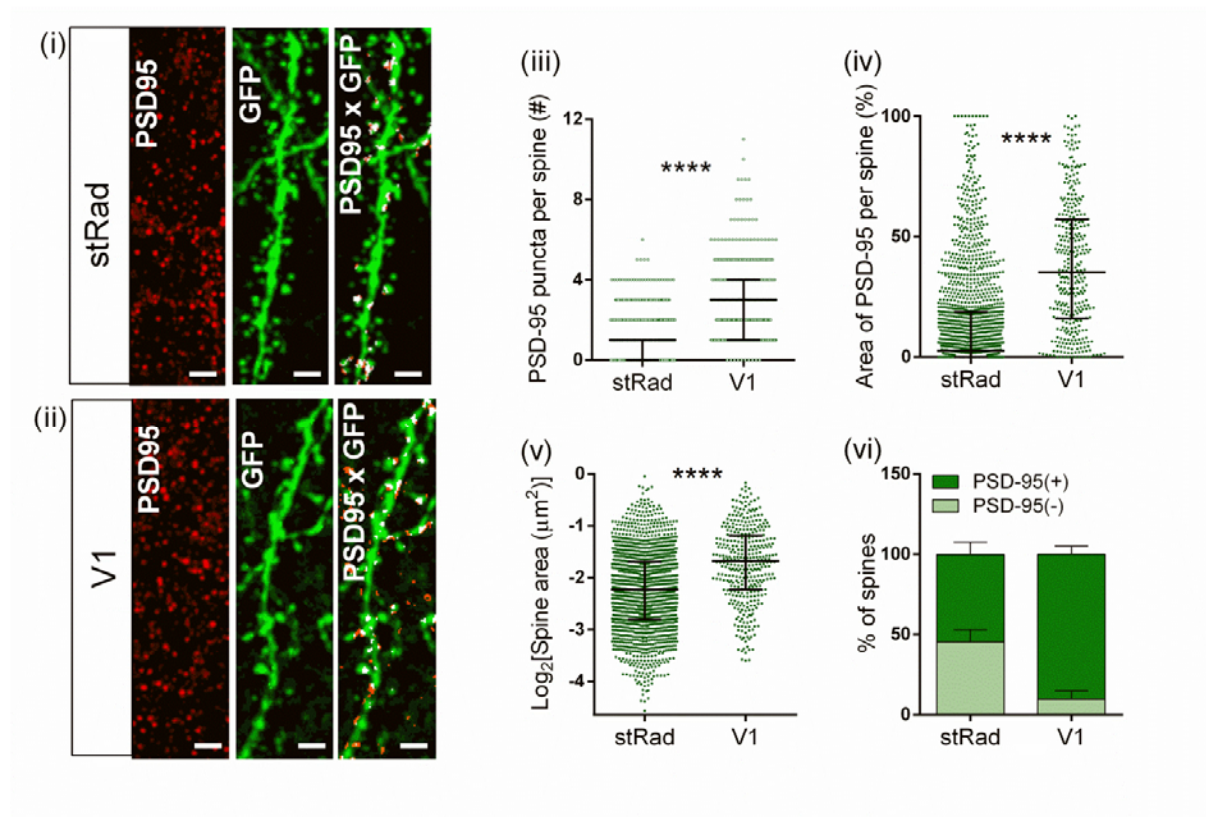 (i)
stRad
PSD95
GFP
PSD95 x GFP
(ii)
V1
PSD95
GFP
PSD95 x GFP
(iii)
PSD-95 puncta per spine (#)
12
8
4
0
****
stRad
V1
(iv)
Area of PSD-95 per spine (%)
100
50
0
****
stRad
V1
(v)
Log₂[Spine area (μm²)]
0
-1
-2
-3
-4
****
stRad
V1
(vi)
% of spines
150
100
50
0
PSD-95(+)
PSD-95(-)
stRad
V1